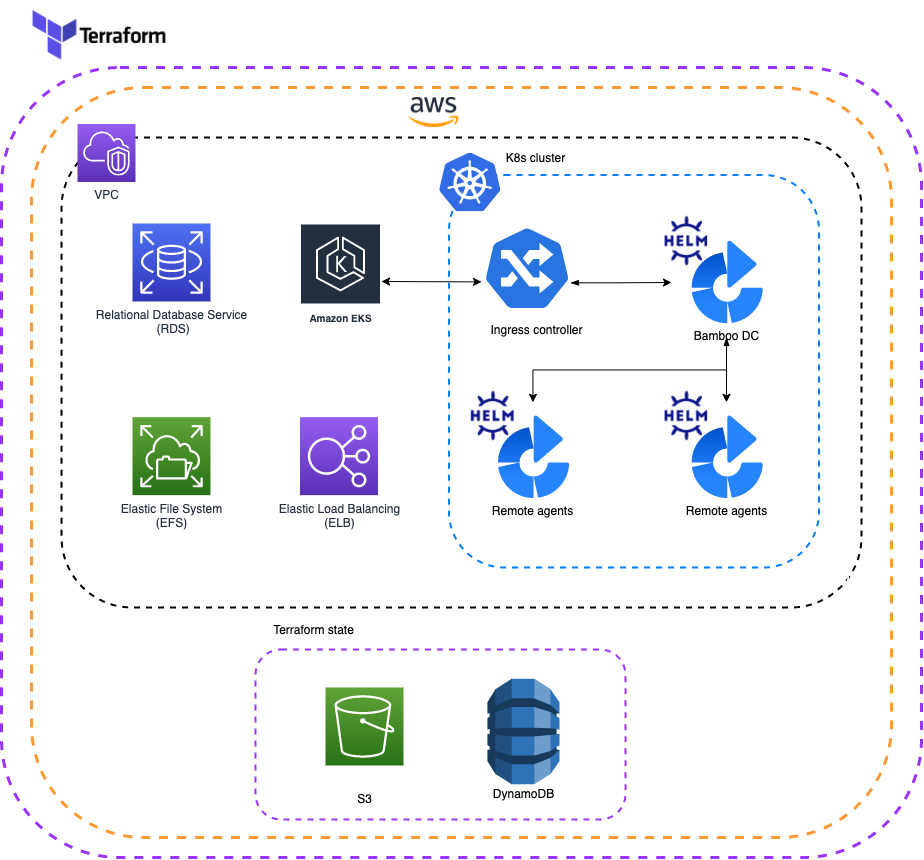 Terraform
aws
K8s cluster
VPC
HELM
K
Relational Database Service
(RDS)
Amazon EKS
Ingress controller
Bamboo DC
HELM
HELM
Elastic File System
(EFS)
Elastic Load Balancing
(ELB)
Remote agents
Remote agents
Terraform state
S3
DynamoDB